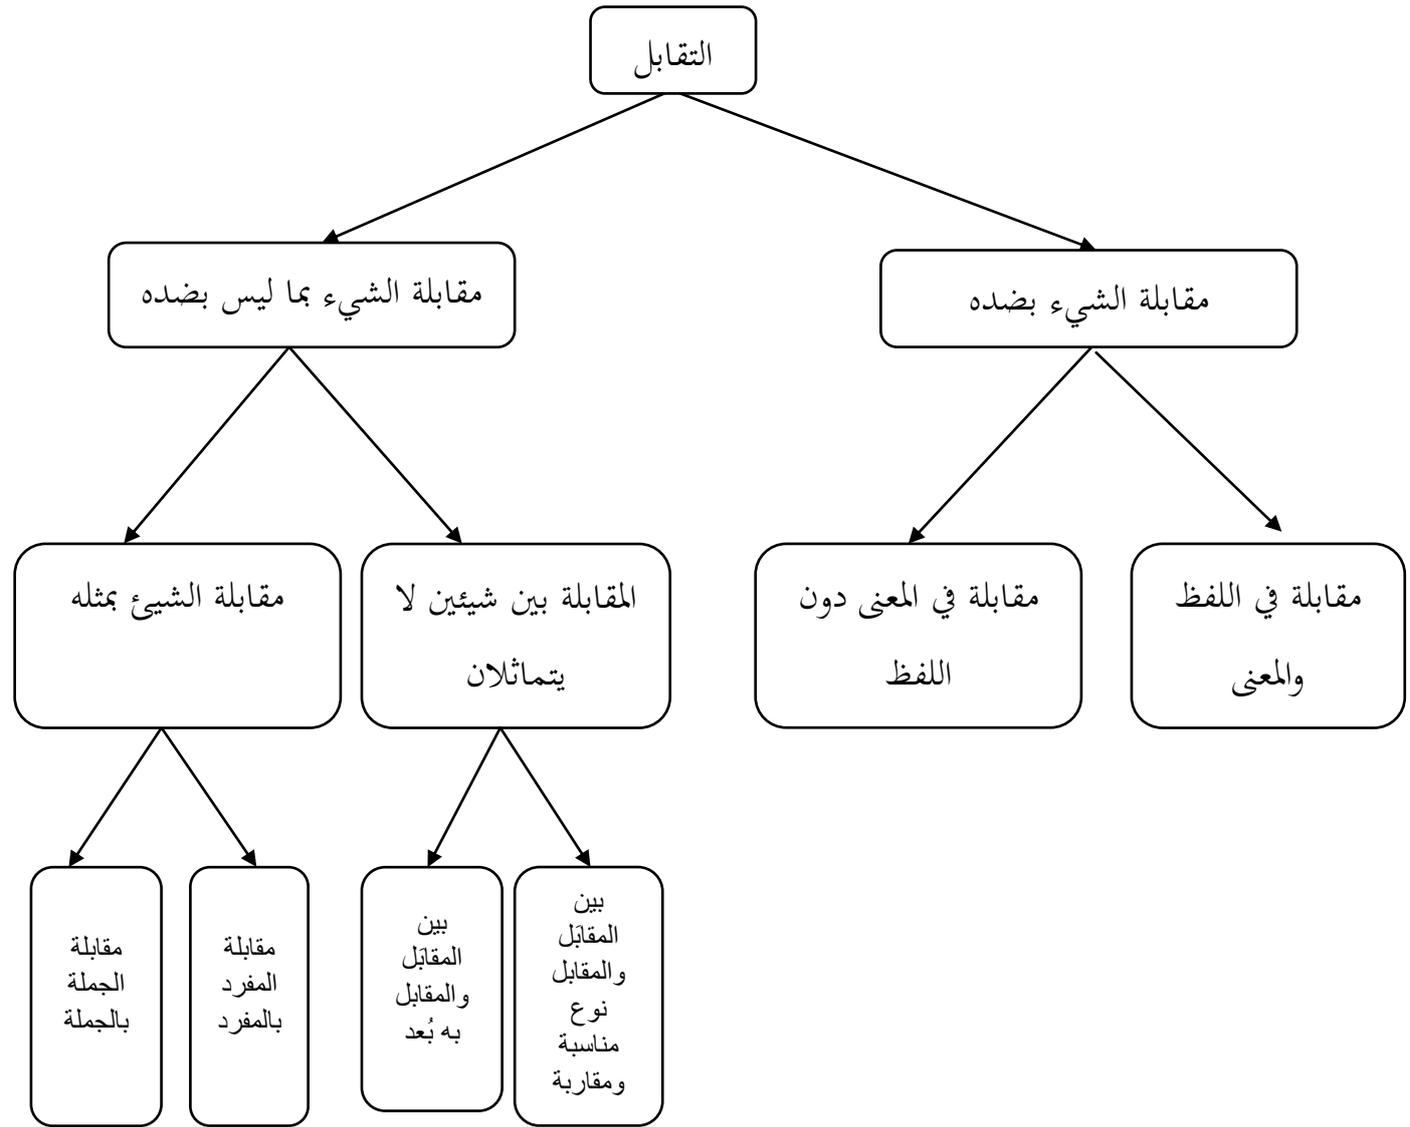 التقابل
مقابلة الشيء بضده
مقابلة الشيء بما ليس بضده
مقابلة في اللفظ
والمعنى
مقابلة في المعنى دون
اللفظ
المقابلة بين شيئين لا
يتماثلان
مقابلة الشيئ بمثله
بين
المقابَل
والمقابل
نوع
مناسبة
ومقاربة
بين
المقابَل
والمقابل
به بُعد
مقابلة
المفرد
بالمفرد
مقابلة
الجملة
بالجملة